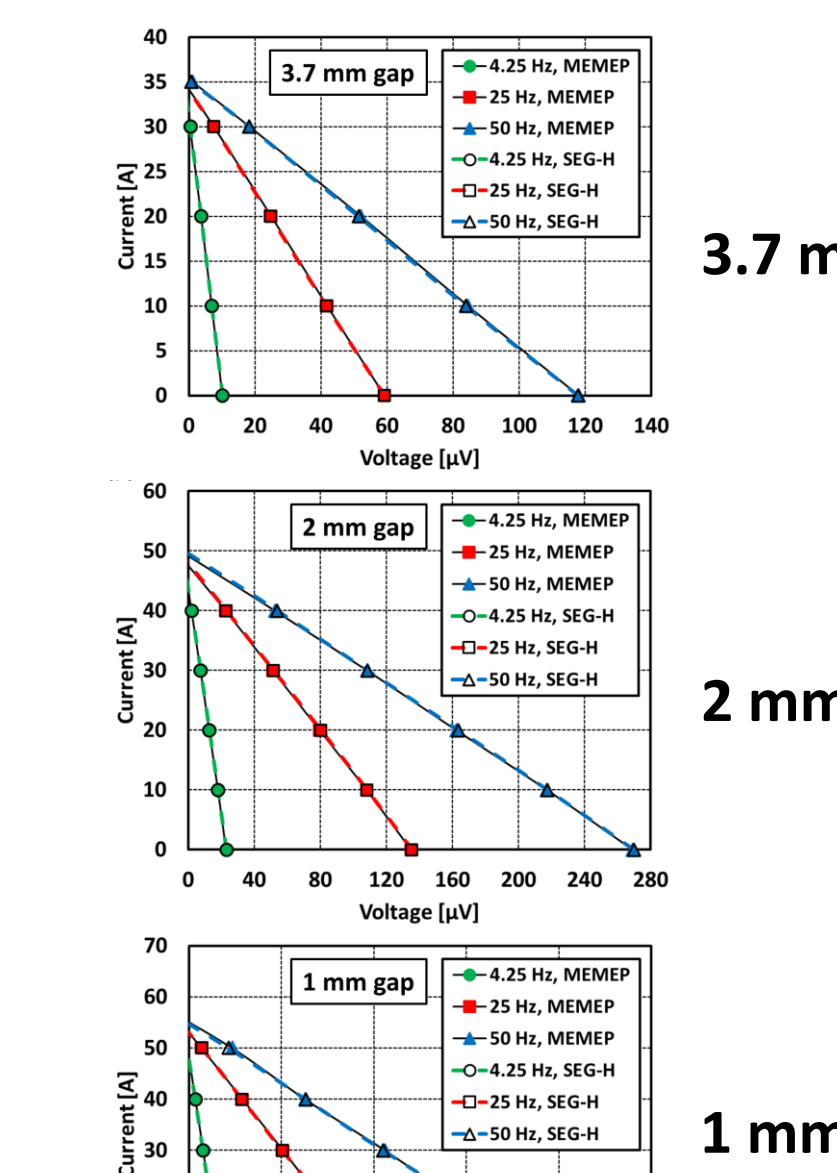 40
35
30
25
20
15
10
5
0
Current [A]
3.7 mm gap
4.25 Hz, MEMEP
25 Hz, MEMEP
50 Hz, MEMEP
4.25 Hz, SEG-H
25 Hz, SEG-H
50 Hz, SEG-H
0 20 40 60 80 100 120 140
Voltage [µV]
3.7 m
60
50
40
30
20
10
0
Current [A]
2 mm gap
4.25 Hz, MEMEP
25 Hz, MEMEP
50 Hz, MEMEP
4.25 Hz, SEG-H
25 Hz, SEG-H
50 Hz, SEG-H
0 40 80 120 160 200 240 280
Voltage [µV]
2 mm
70
60
50
40
30
Current [A]
1 mm gap
4.25 Hz, MEMEP
25 Hz, MEMEP
50 Hz, MEMEP
4.25 Hz, SEG-H
25 Hz, SEG-H
50 Hz, SEG-H
1 mm